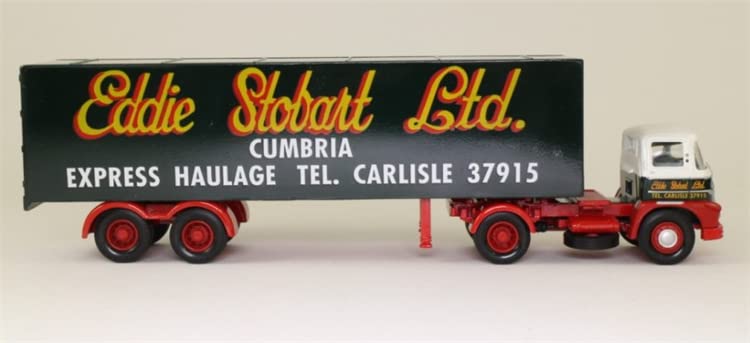 Eddie Stobart Ltd.
CUMBRIA
EXPRESS HAULAGE TEL. CARLISLE 37915
Eddie Stobart Ltd.
TEL. CARLISLE 37915